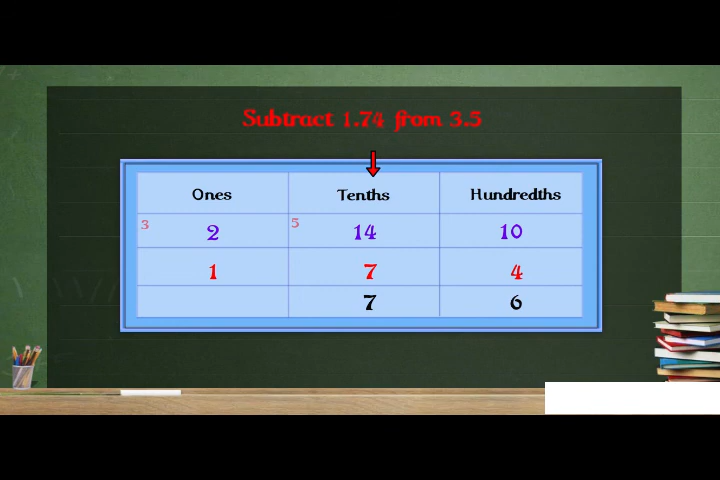 Subtract 1.74 from 3.5
Ones Tenths Hundredths
3 2 5 14 10
1 7 4
7 6